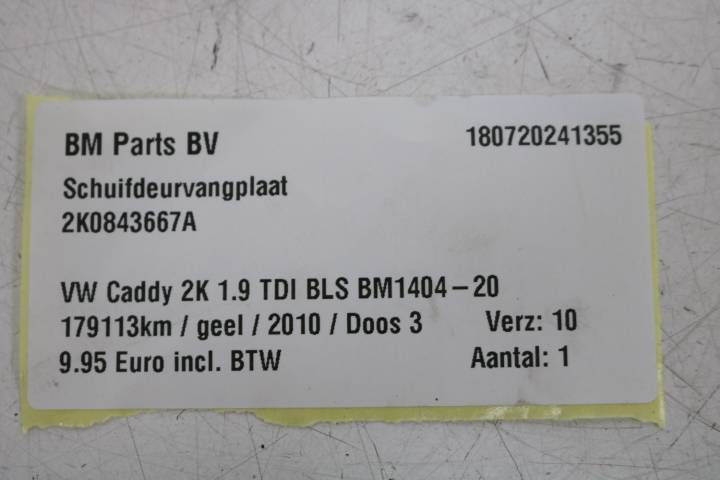 BM Parts BV 180720241355
Schuifdeurvangplaat
2K0843667A
VW Caddy 2K 1.9 TDI BLS BM1404-20
179113km / geel / 2010 / Doos 3 Verz: 10
9.95 Euro incl. BTW Aantal: 1